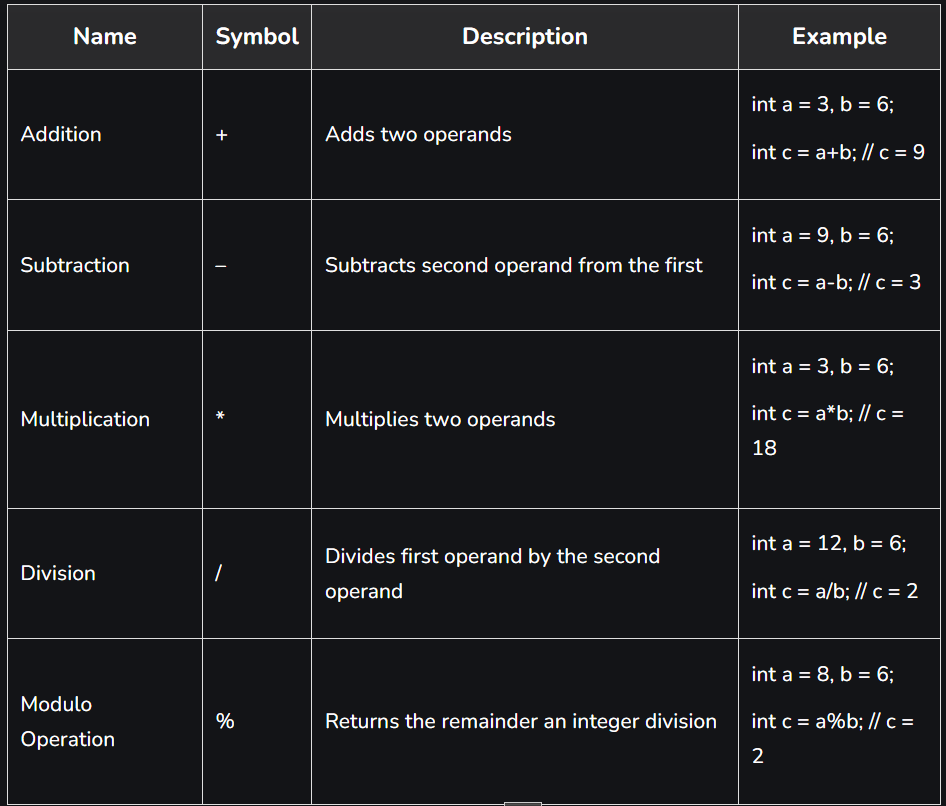 Name Symbol Description Example
Addition + Adds two operands int a = 3, b = 6;
int c = a+b; // c = 9
Subtraction – Subtracts second operand from the first int a = 9, b = 6;
int c = a-b; // c = 3
Multiplication * Multiplies two operands int a = 3, b = 6;
int c = a*b; // c =
18
Division / Divides first operand by the second
operand
int a = 12, b = 6;
int c = a/b; // c = 2
Modulo
Operation
% Returns the remainder an integer division int a = 8, b = 6;
int c = a%b; // c =
2